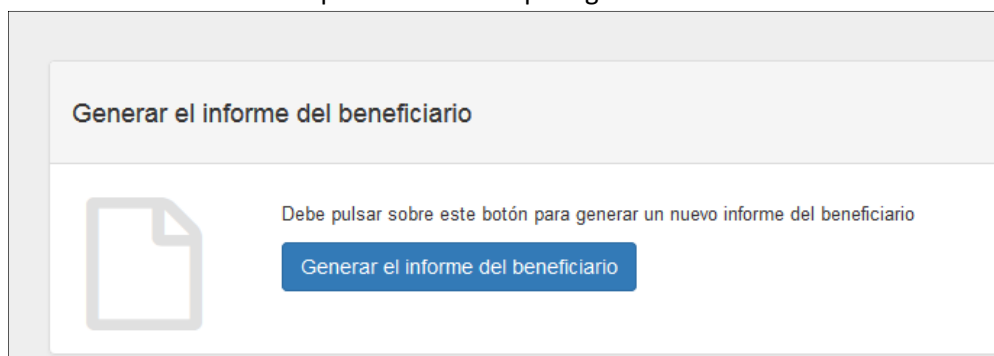 Generar el informe del beneficiario
Debe pulsar sobre este botón para generar un nuevo informe del beneficiario
Generar el informe del beneficiario